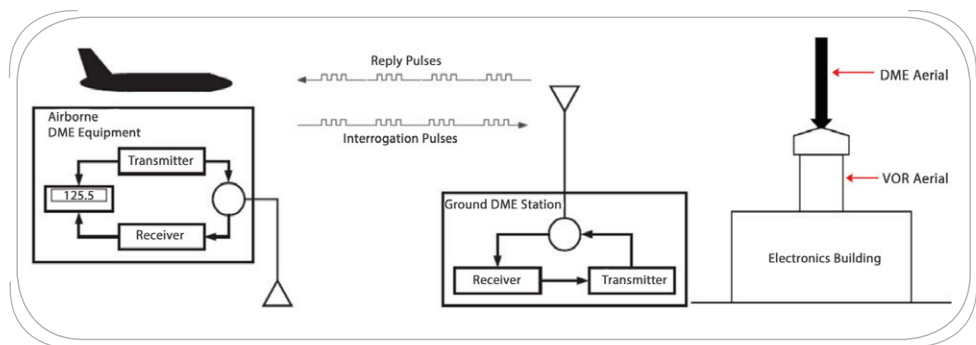 Reply Pulses
Interrogation Pulses
Airborne
DME Equipment
Transmitter
125.5
Receiver
Ground DME Station
Receiver
Transmitter
DME Aerial
VOR Aerial
Electronics Building